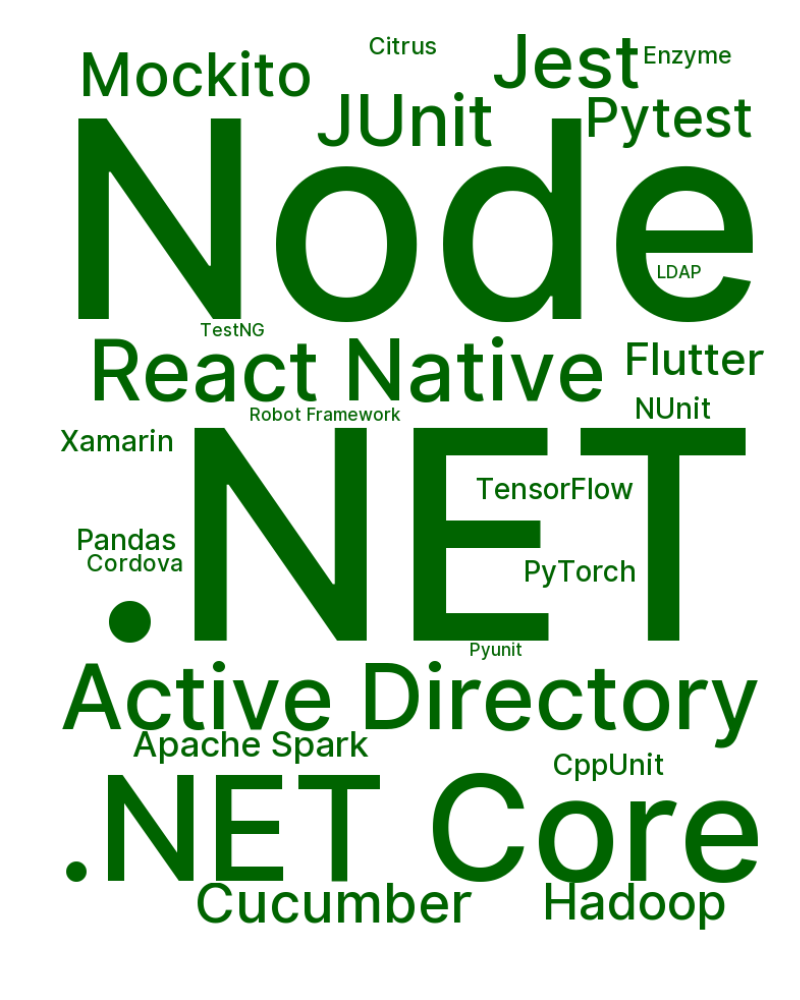 Citrus
Jest
Enzyme
Mockito
JUnit
Pytest
Node
LDAP
TestNG
React Native
Flutter
Robot Framework
NUnit
Xamarin
.NET
TensorFlow
Pandas
Cordova
PyTorch
Pyunit
Active Directory
Apache Spark
CppUnit
.NET Core
Cucumber
Hadoop